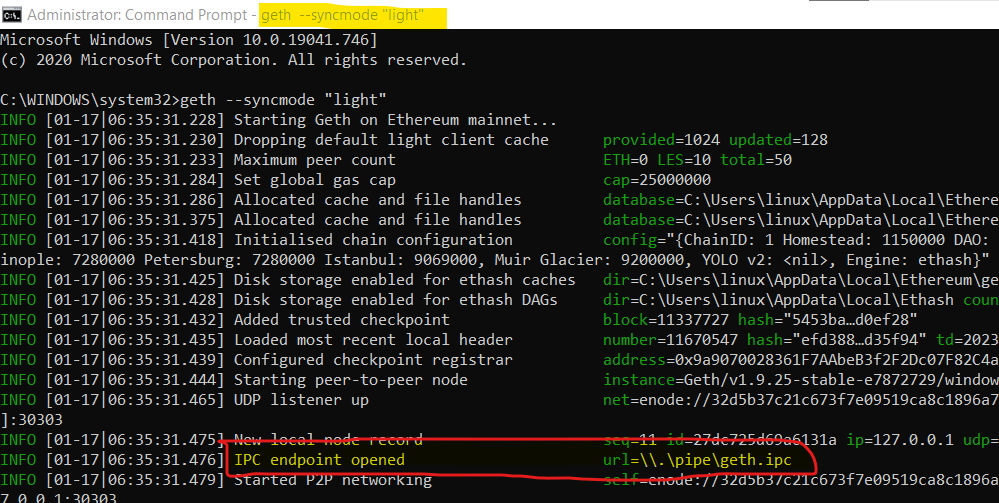 Administrator: Command Prompt - geth --syncmode "light"
Microsoft Windows [Version 10.0.19041.746]
(c) 2020 Microsoft Corporation. All rights reserved.
C:\WINDOWS\system32>geth --syncmode "light"
INFO [01-17|06:35:31.228] Starting Geth on Ethereum mainnet...
INFO [01-17|06:35:31.230] Dropping default light client cache provided=1024 updated=128
INFO [01-17|06:35:31.233] Maximum peer count ETH=0 LES=10 total=50
INFO [01-17|06:35:31.284] Set global gas cap cap=25000000
INFO [01-17|06:35:31.286] Allocated cache and file handles database=C:\Users\linux\AppData\Local\Ethere
INFO [01-17|06:35:31.375] Allocated cache and file handles database=C:\Users\linux\AppData\Local\Ethere
INFO [01-17|06:35:31.418] Initialised chain configuration config="{ChainID: 1 Homestead: 1150000 DAO:
inople: 7280000 Petersburg: 7280000 Istanbul: 9069000, Muir Glacier: 9200000, YOLO v2: <nil>, Engine: ethash}"
INFO [01-17|06:35:31.425] Disk storage enabled for ethash caches dir=C:\Users\linux\AppData\Local\Ethereum\ge
INFO [01-17|06:35:31.428] Disk storage enabled for ethash DAGs dir=C:\Users\linux\AppData\Local\Ethash coun
INFO [01-17|06:35:31.432] Added trusted checkpoint block=11337727 hash="5453ba…d0ef28"
INFO [01-17|06:35:31.435] Loaded most recent local header number=11670547 hash="efd388…d35f94" td=2023
INFO [01-17|06:35:31.439] Configured checkpoint registrar address=0x9a9070028361F7AAbeB3f2F2Dc07F82C4a
INFO [01-17|06:35:31.444] Starting peer-to-peer node instance=Geth/v1.9.25-stable-e7872729/window
INFO [01-17|06:35:31.465] UDP listener up net=enode://32d5b37c21c673f7e09519ca8c1896a7
]:30303
INFO [01-17|06:35:31.475] New local node record seq=11 id=27dc725d69a6131a ip=127.0.0.1 udp=
INFO [01-17|06:35:31.476] IPC endpoint opened url=\\.\pipe\geth.ipc
INFO [01-17|06:35:31.479] Started P2P networking self=enode://32d5b37c21c673f7e09519ca8c1896a
7.0.0.1:30303